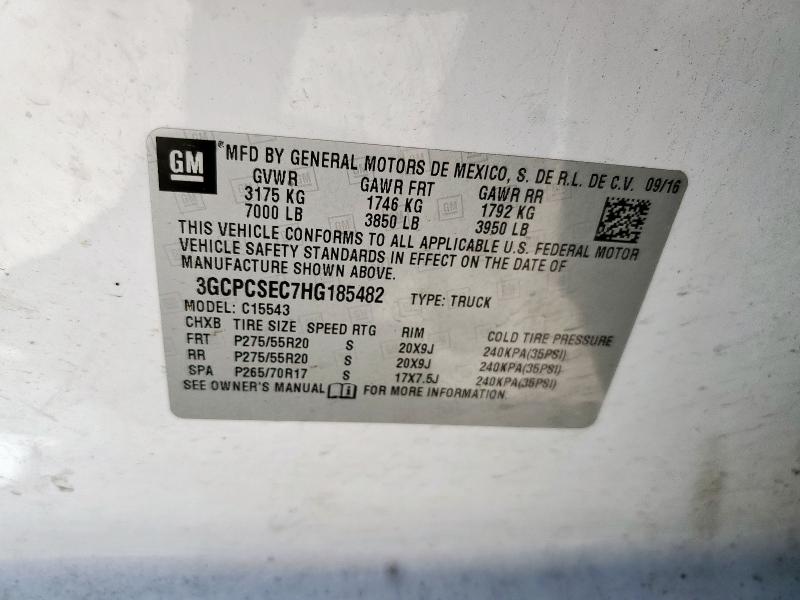 GM ®MFD BY GENERAL MOTORS DE MEXICO, S. DE R.L. DE C.V. 09/16
GVWR GAWR FRT GAWR RR
3175 KG 1746 KG 1792 KG
7000 LB 3850 LB 3950 LB
THIS VEHICLE CONFORMS TO ALL APPLICABLE U.S. FEDERAL MOTOR
VEHICLE SAFETY STANDARDS IN EFFECT ON THE DATE OF
MANUFACTURE SHOWN ABOVE.
3GCPCSEC7HG185482 TYPE: TRUCK
MODEL: C15543
CHXB TIRE SIZE SPEED RTG RIM COLD TIRE PRESSURE
FRT P275/55R20 S 20X9J 240KPA(35PSI)
RR P275/55R20 S 20X9J 240KPA(35PSI)
SPA P265/70R17 S 17X7.5J 240KPA(35PSI)
SEE OWNER'S MANUAL FOR MORE INFORMATION.